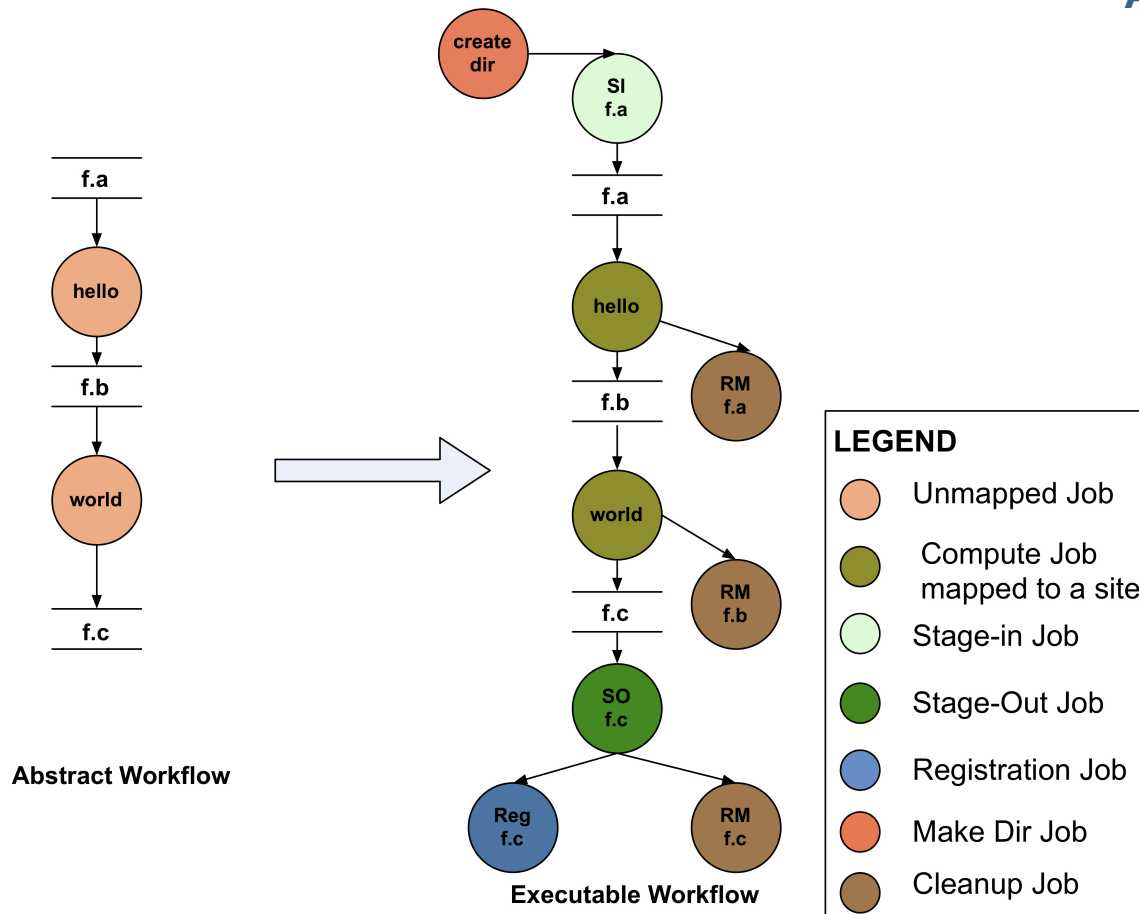 create
dir
SI
f.a
f.a
hello
f.b
world
f.c
Abstract Workflow
f.a
hello
RM
f.a
f.b
world
RM
f.b
f.c
SO
f.c
Reg
f.c
RM
f.c
Executable Workflow
LEGEND
Unmapped Job
Compute Job
mapped to a site
Stage-in Job
Stage-Out Job
Registration Job
Make Dir Job
Cleanup Job